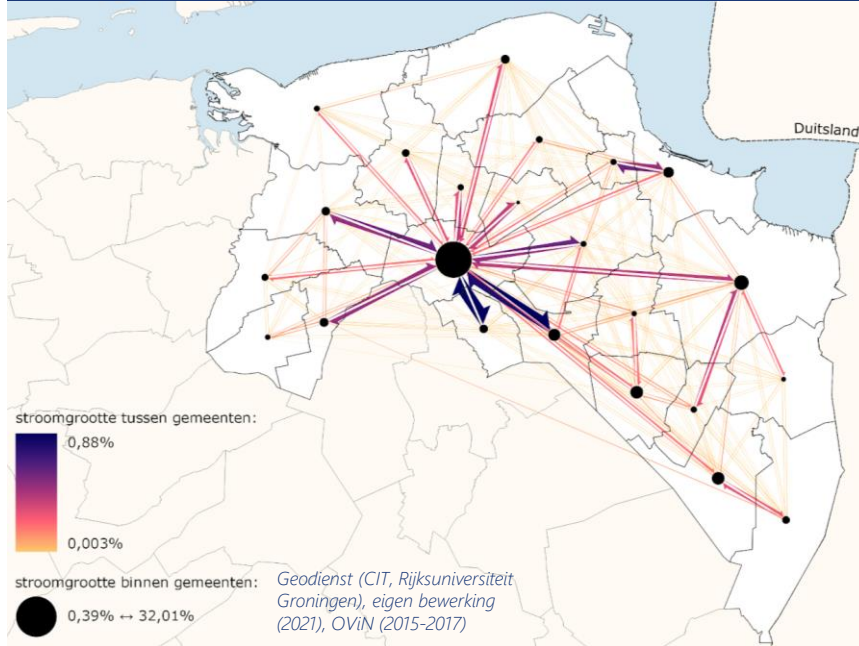 Duitsland
stroomgrootte tussen gemeenten:
0,88%
0,003%
stroomgrootte binnen gemeenten:
0,39% ↔ 32,01%
Geodienst (CIT, Rijksuniversiteit
Groningen), eigen bewerking
(2021), OViN (2015-2017)